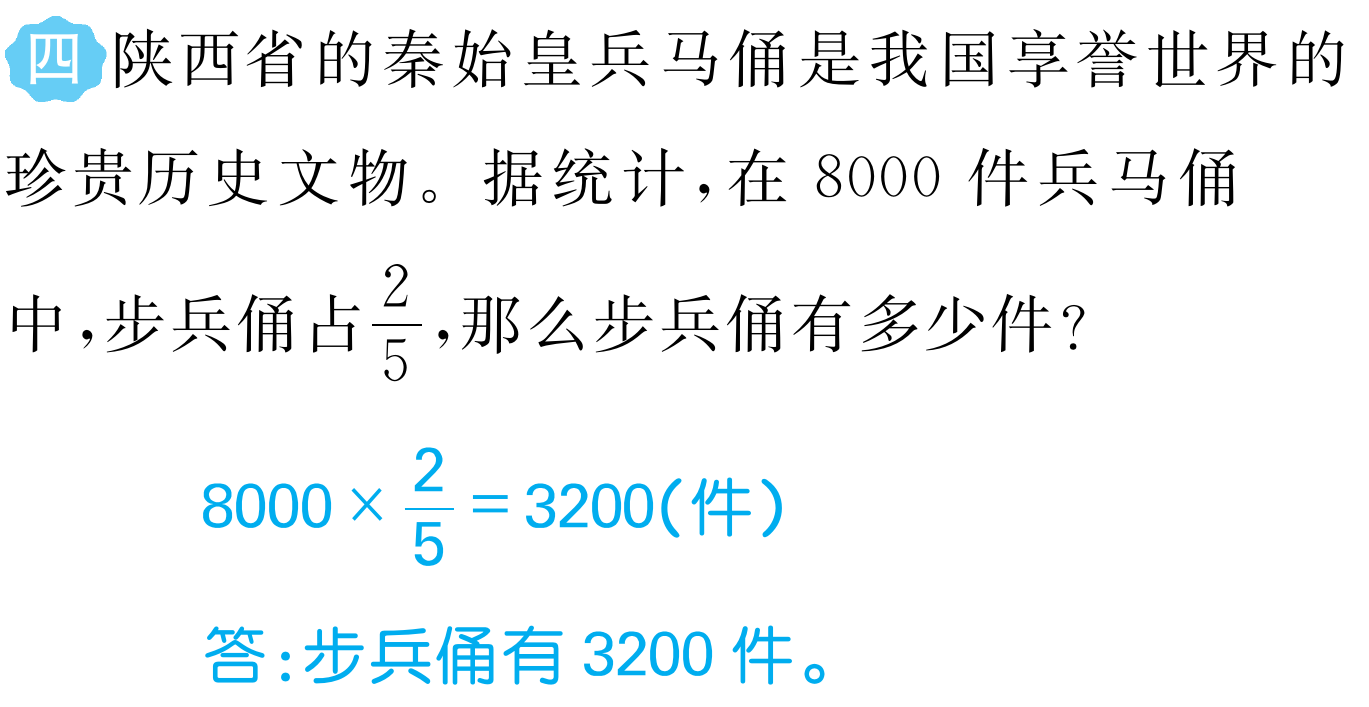 四 陕西省的秦始皇兵马俑是我国享誉世界的
珍贵历史文物。据统计,在 8000 件兵马俑
中,步兵俑占2/5,那么步兵俑有多少件?
8000 × 2/5 = 3200(件)
答:步兵俑有 3200 件。